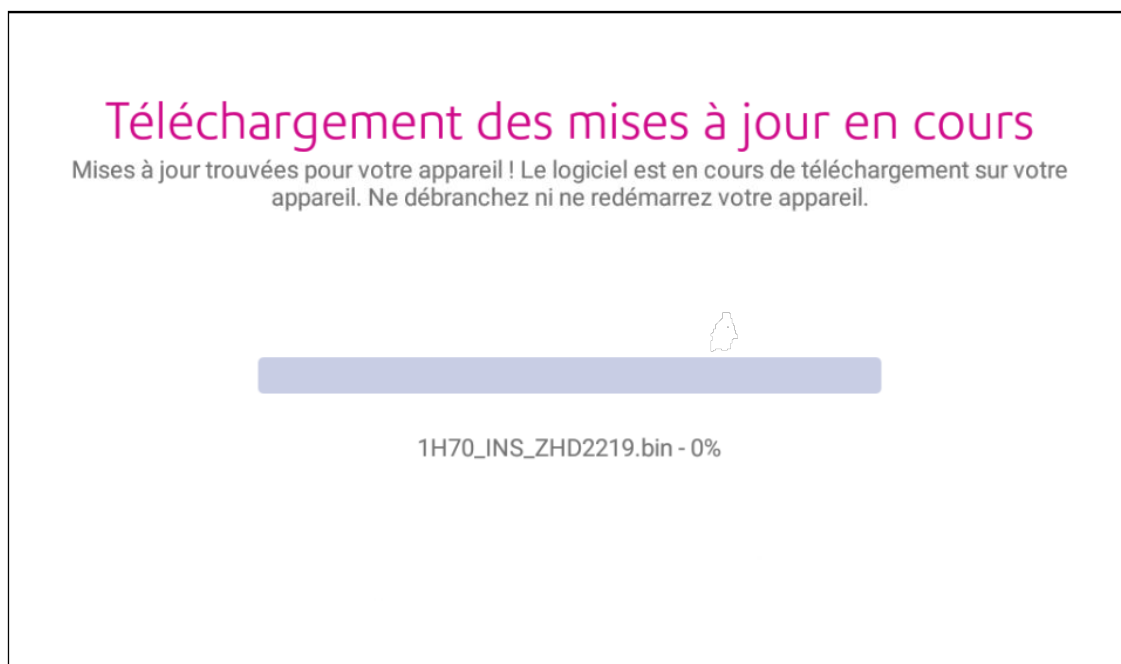 Téléchargement des mises à jour en cours
Mises à jour trouvées pour votre appareil ! Le logiciel est en cours de téléchargement sur votre
appareil. Ne débranchez ni ne redémarrez votre appareil.
1H70_INS_ZHD2219.bin - 0%